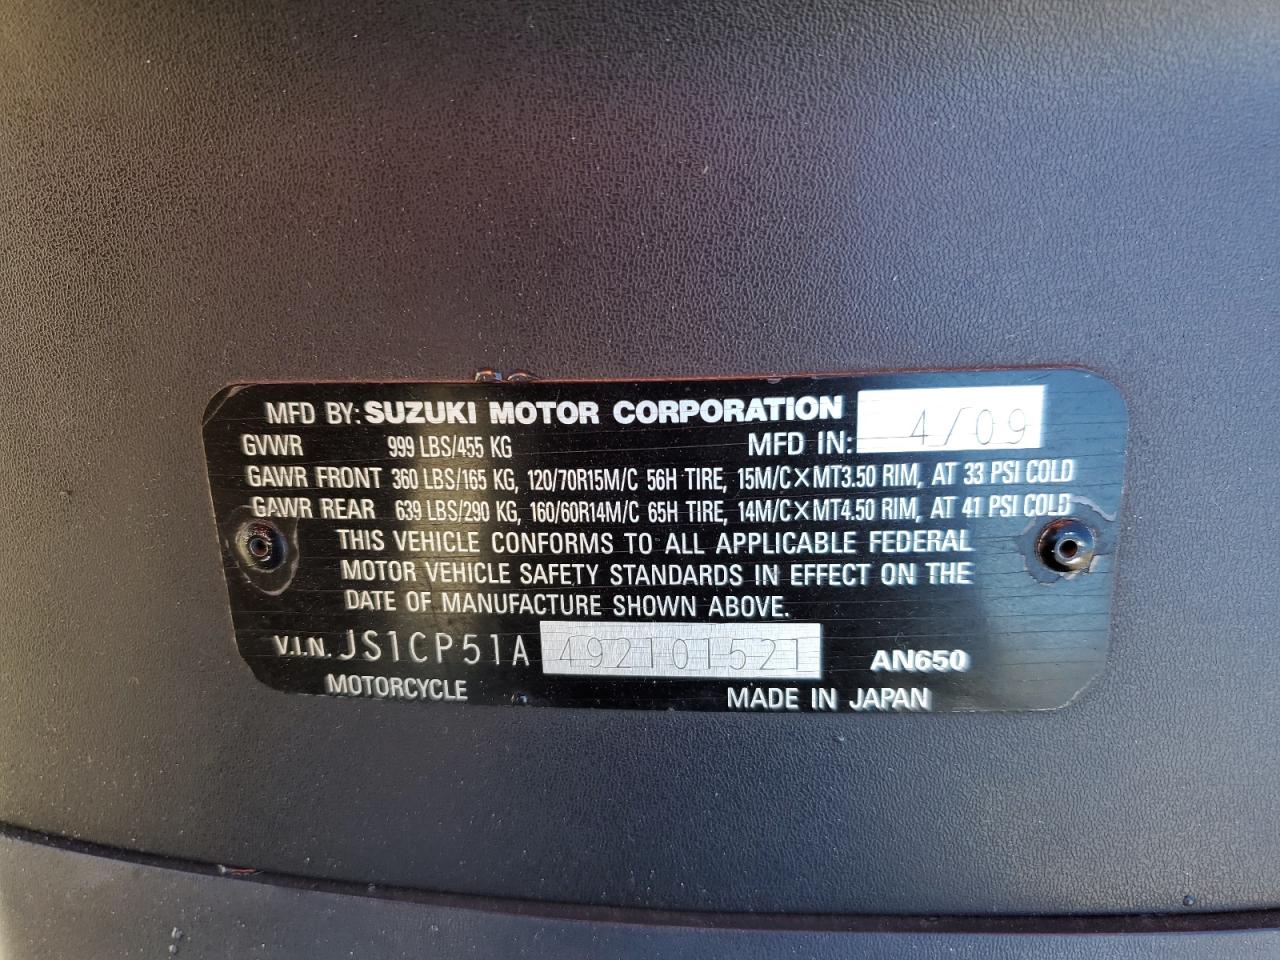 MFD BY: SUZUKI MOTOR CORPORATION 4/09
GVWR 999 LBS/455 KG MFD IN:
GAWR FRONT 360 LBS/165 KG, 120/70R15M/C 56H TIRE, 15M/C×MT3.50 RIM, AT 33 PSI COLD
GAWR REAR 639 LBS/290 KG, 160/60R14M/C 65H TIRE, 14M/C×MT4.50 RIM, AT 41 PSI COLD
THIS VEHICLE CONFORMS TO ALL APPLICABLE FEDERAL
MOTOR VEHICLE SAFETY STANDARDS IN EFFECT ON THE
DATE OF MANUFACTURE SHOWN ABOVE.
V.I.N. JS1CP51A 492101521 AN650
MOTORCYCLE MADE IN JAPAN